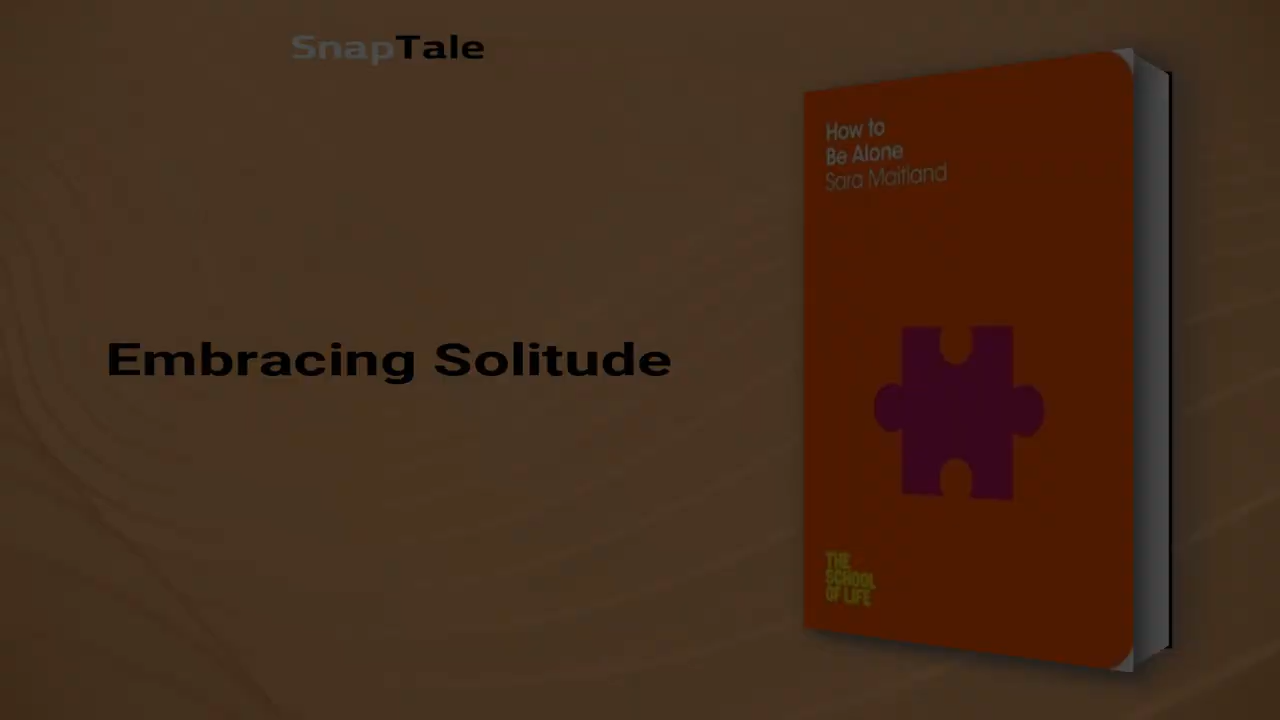 SnapTale
Embracing Solitude
How to
Be Alone
Sara Maitland
THE
SCHOOL
OF LIFE